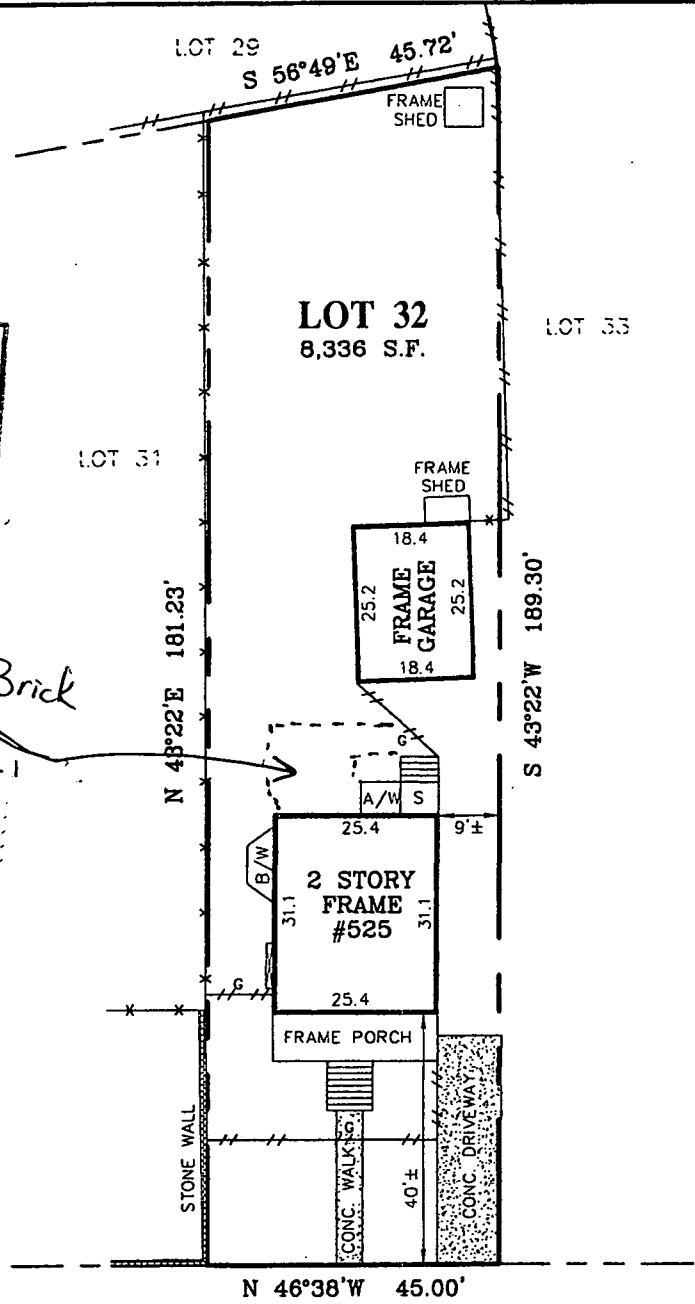 LOT 29
S 56°49'E 45.72'
FRAME
SHED
LOT 32
8,336 S.F.
LOT 33
LOT 31
FRAME
SHED
18.4
25.2
FRAME
GARAGE
25.2
18.4
N 43°22'E 181.23'
S 43°22'W 189.30'
Brick
G
A/W
S
25.4
9'±
B/W
2 STORY
FRAME
#525
31.1
31.1
G
25.4
FRAME PORCH
STONE WALL
CONC. WALK
G
40'±
CONC. DRIVEWAY
N 46°38'W 45.00'